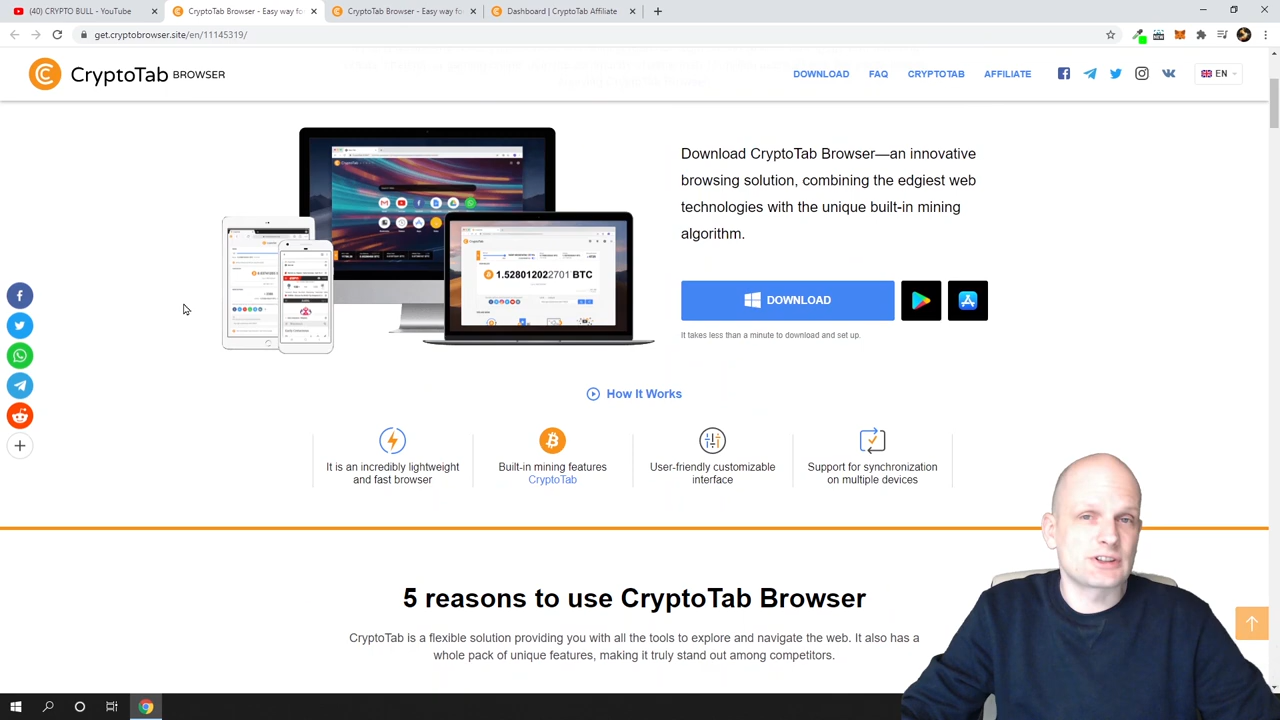 (40) CRYPTO BULL - YouTube
CryptoTab Browser - Easy way fo
CryptoTab Browser - Easy way fo
Dashboard | CryptoTab Affiliate
get.cryptobrowser.site/en/11145319/
CryptoTab BROWSER
DOWNLOAD
FAQ
CRYPTOTAB
AFFILIATE
EN
Download CryptoTab Browser—an innovative
browsing solution, combining the edgiest web
technologies with the unique built-in mining
algorithm.
1.528012022701 BTC
DOWNLOAD
It takes less than a minute to download and set up.
How It Works
It is an incredibly lightweight
and fast browser
Built-in mining features
CryptoTab
User-friendly customizable
interface
Support for synchronization
on multiple devices
5 reasons to use CryptoTab Browser
CryptoTab is a flexible solution providing you with all the tools to explore and navigate the web. It also has a
whole pack of unique features, making it truly stand out among competitors.